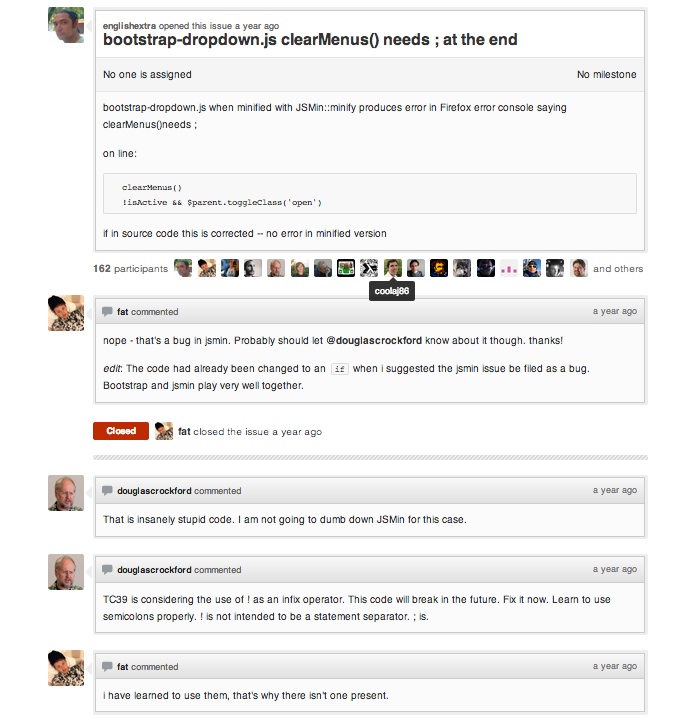 englishextra opened this issue a year ago
bootstrap-dropdown.js clearMenus() needs ; at the end
No one is assigned
No milestone
bootstrap-dropdown.js when minified with JSMin::minify produces error in Firefox error console saying
clearMenus()needs ;
on line:
clearMenus()
!isActive && $parent.toggleClass('open')
if in source code this is corrected -- no error in minified version
162 participants
and others
coolaj86
fat commented
a year ago
nope - that's a bug in jsmin. Probably should let @douglascrockford know about it though. thanks!
edit: The code had already been changed to an if when i suggested the jsmin issue be filed as a bug.
Bootstrap and jsmin play very well together.
Closed
fat closed the issue a year ago
douglascrockford commented
a year ago
That is insanely stupid code. I am not going to dumb down JSMin for this case.
douglascrockford commented
a year ago
TC39 is considering the use of ! as an infix operator. This code will break in the future. Fix it now. Learn to use
semicolons properly. ! is not intended to be a statement separator. ; is.
fat commented
a year ago
i have learned to use them, that's why there isn't one present.